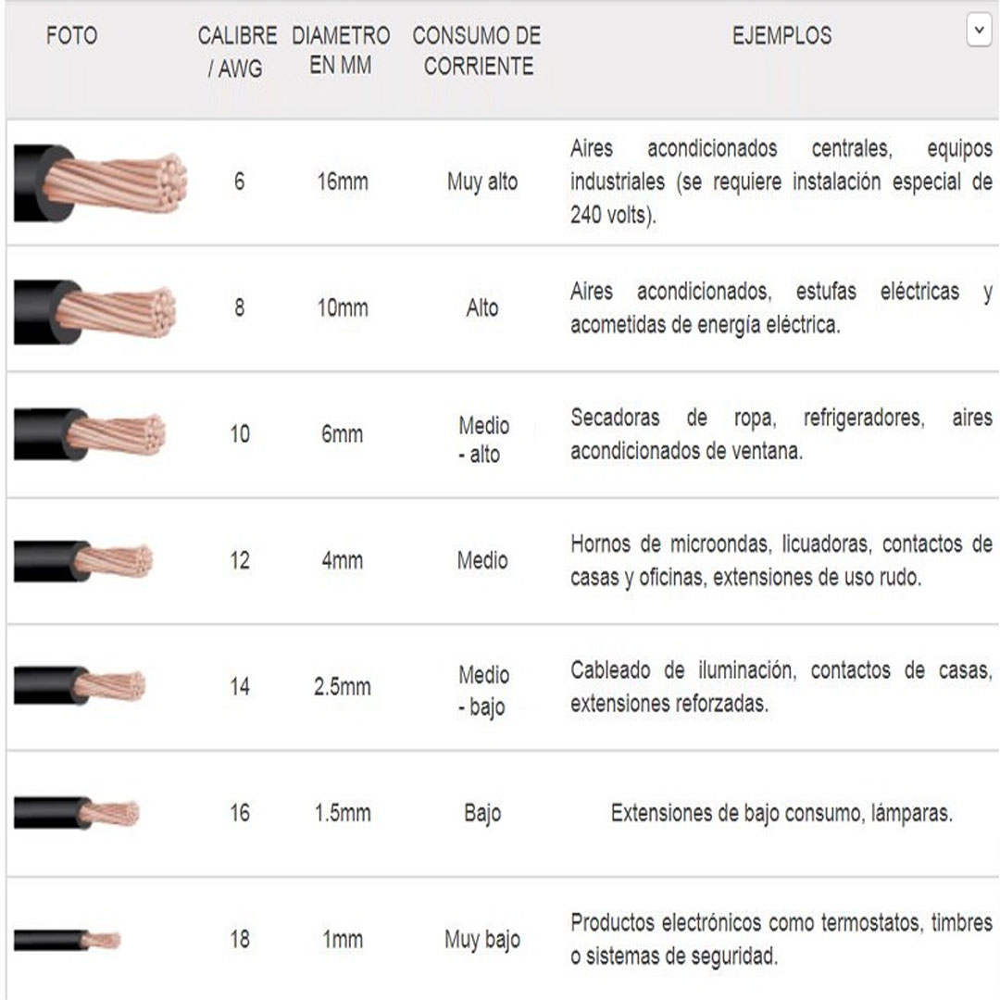 FOTO
CALIBRE / AWG
DIAMETRO EN MM
CONSUMO DE CORRIENTE
EJEMPLOS
6
16mm
Muy alto
Aires acondicionados centrales, equipos
industriales (se requiere instalación especial de
240 volts).
8
10mm
Alto
Aires acondicionados, estufas eléctricas y
acometidas de energía eléctrica.
10
6mm
Medio
- alto
Secadoras de ropa, refrigeradores, aires
acondicionados de ventana.
12
4mm
Medio
Hornos de microondas, licuadoras, contactos de
casas y oficinas, extensiones de uso rudo.
14
2.5mm
Medio
- bajo
Cableado de iluminación, contactos de casas,
extensiones reforzadas.
16
1.5mm
Bajo
Extensiones de bajo consumo, lámparas.
18
1mm
Muy bajo
Productos electrónicos como termostatos, timbres
o sistemas de seguridad.